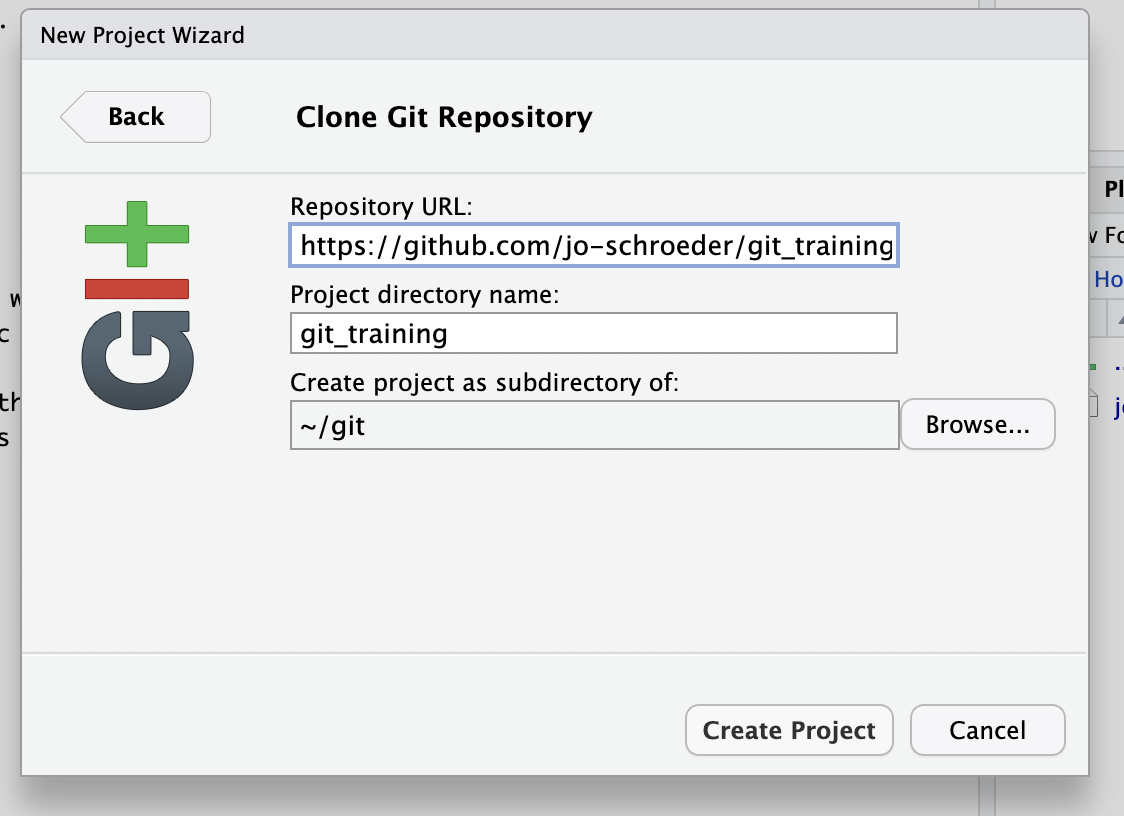 New Project Wizard
Back
Clone Git Repository
Repository URL:
https://github.com/jo-schroeder/git_training
Project directory name:
git_training
Create project as subdirectory of:
~/git
Browse...
Create Project
Cancel
GIT